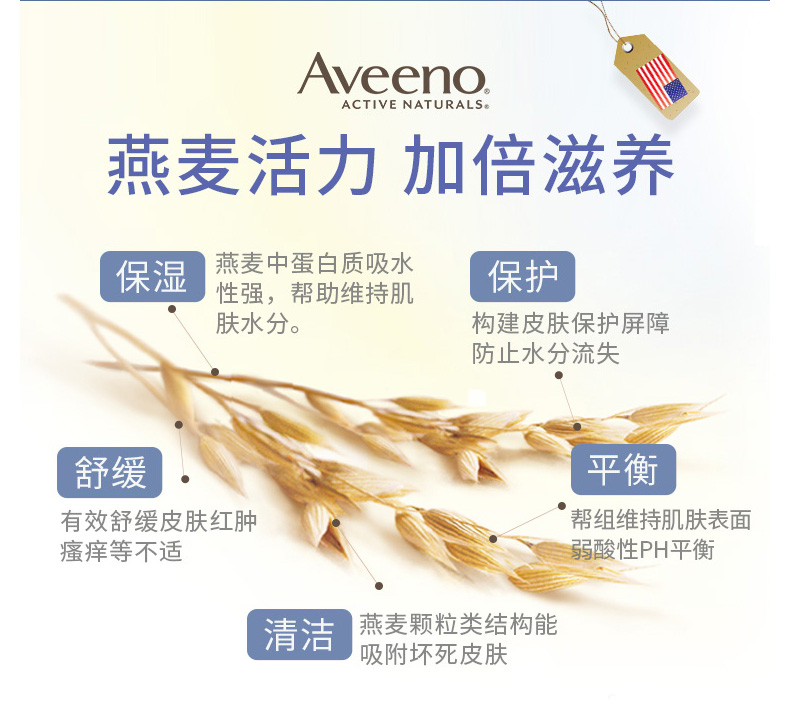 Aveeno®
ACTIVE NATURALS®
燕麦活力 加倍滋养
保湿
燕麦中蛋白质吸水
性强，帮助维持肌
肤水分。
保护
构建皮肤保护屏障
防止水分流失
舒缓
有效舒缓皮肤红肿
瘙痒等不适
平衡
帮组维持肌肤表面
弱酸性PH平衡
清洁
燕麦颗粒类结构能
吸附坏死皮肤